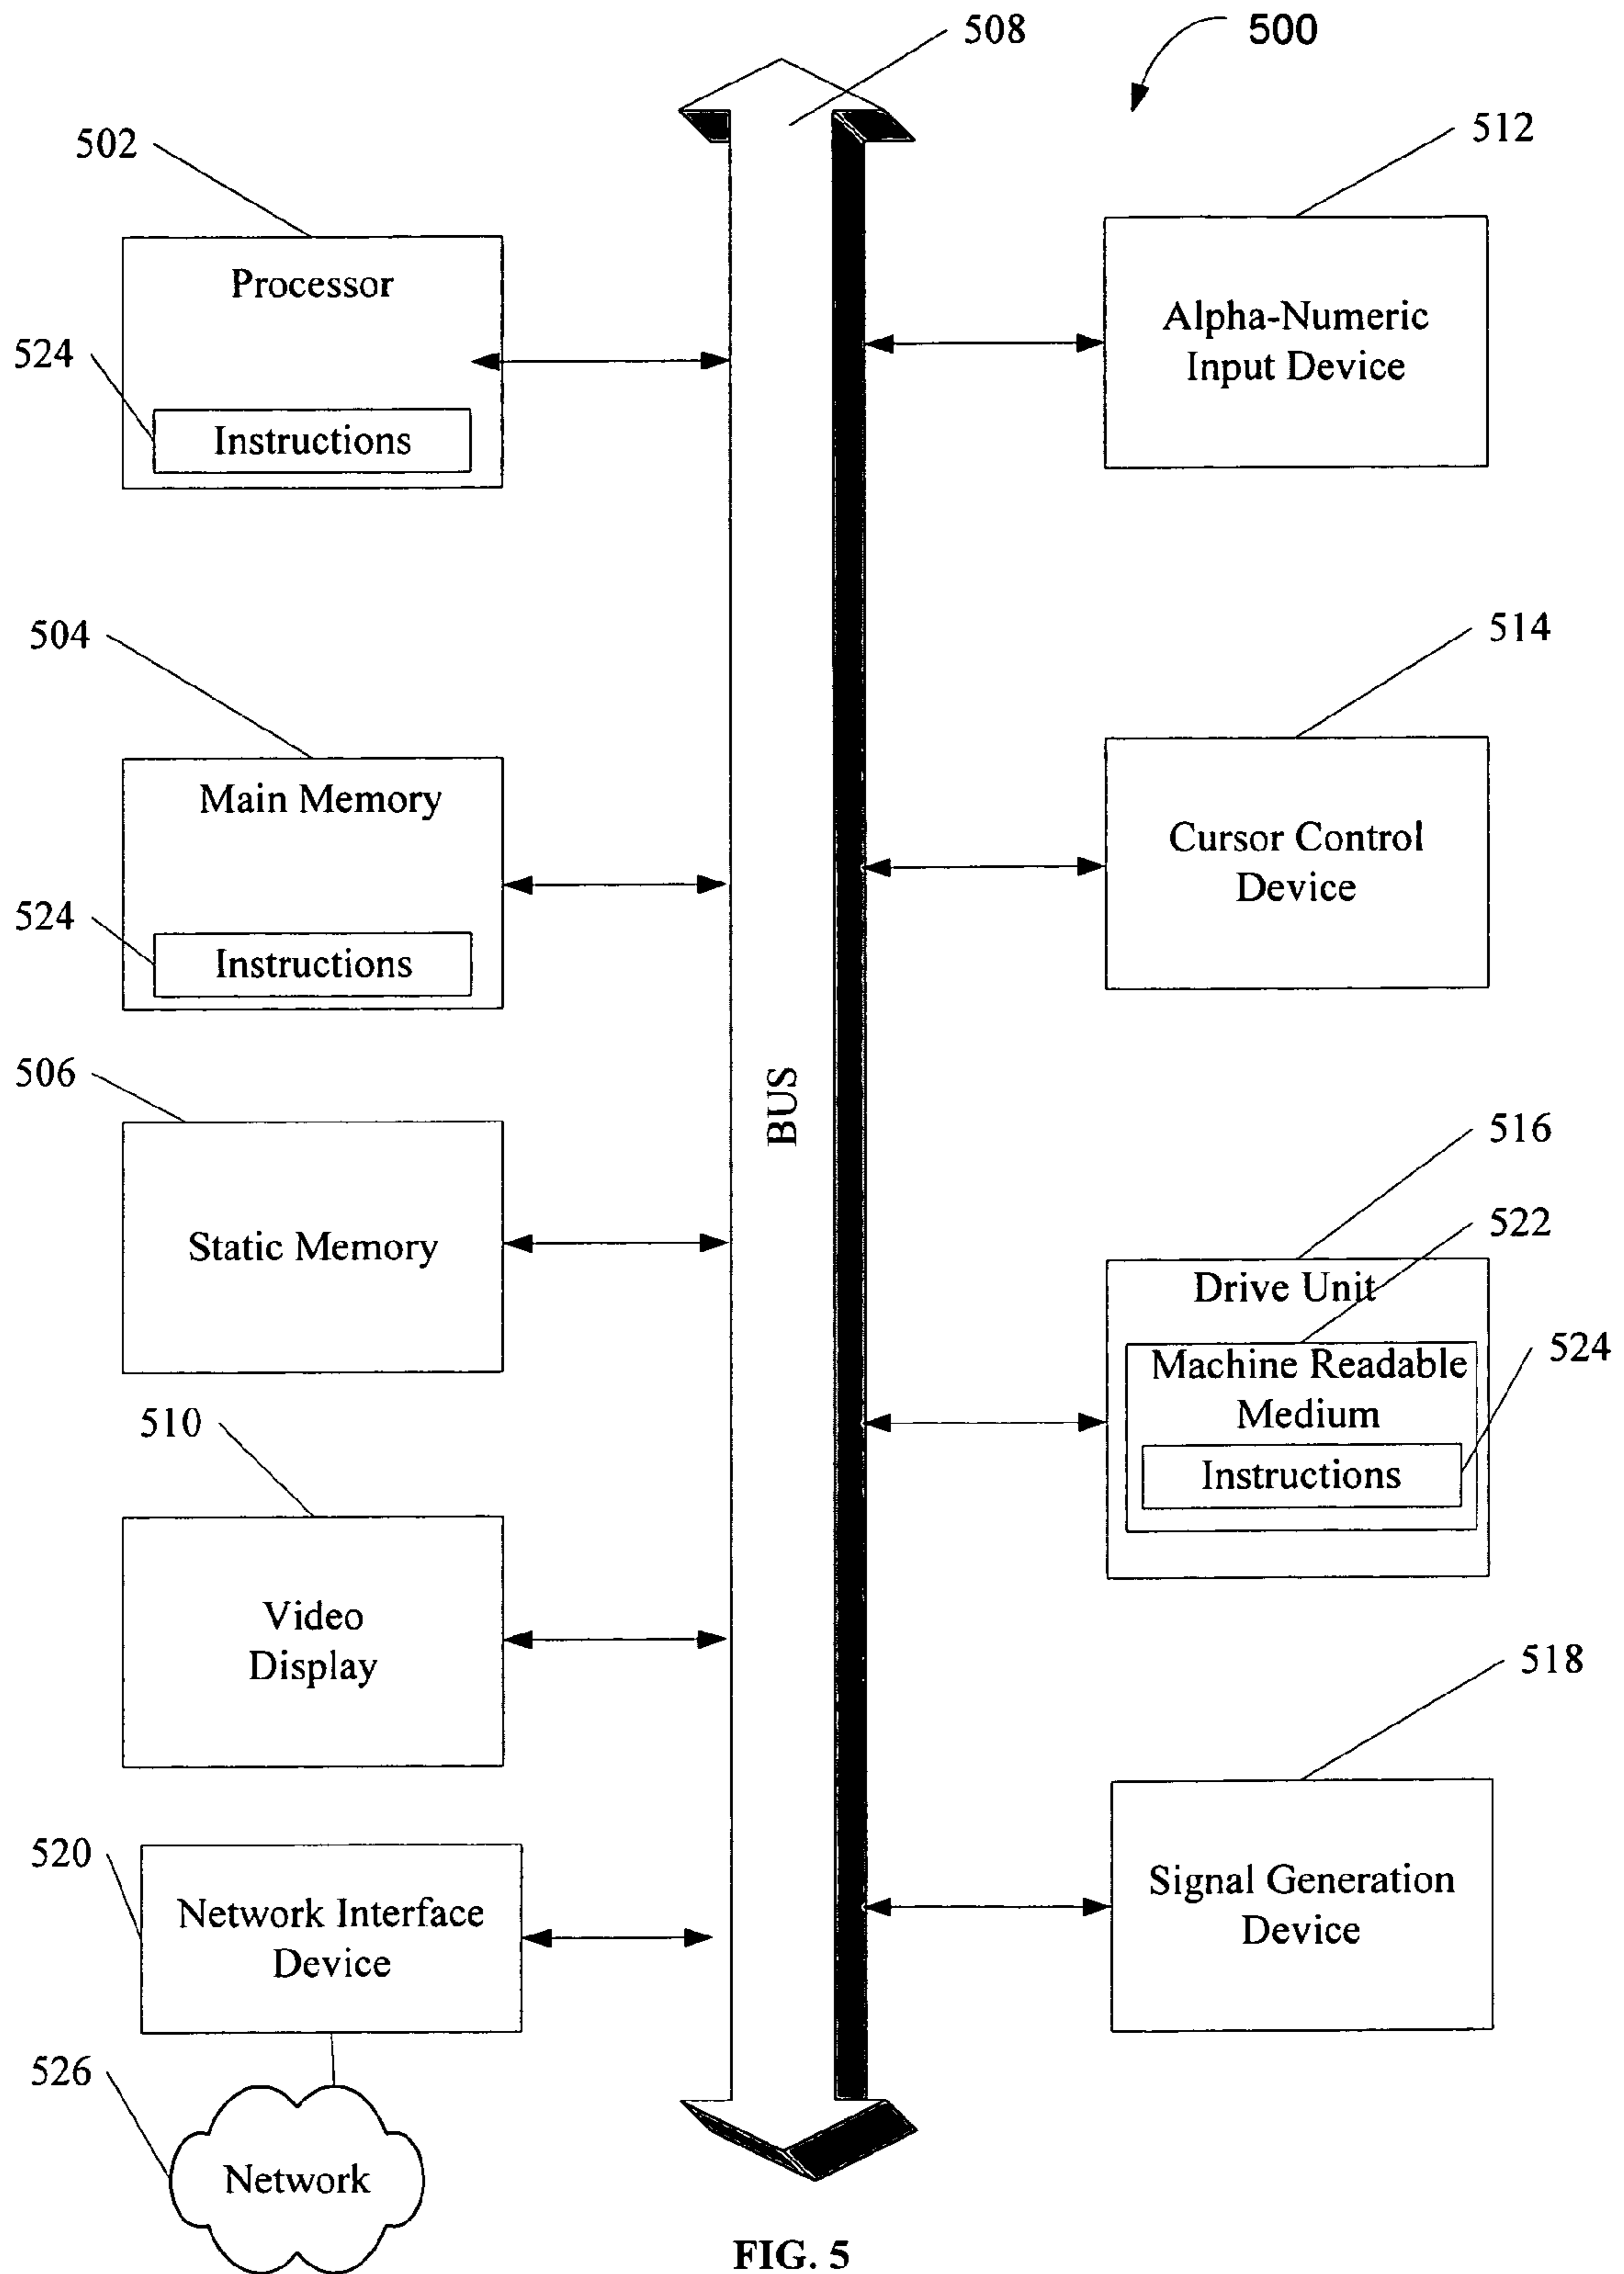 508
500
502
512
Processor
Alpha-Numeric
Input Device
524
Instructions
504
514
Main Memory
Cursor Control
Device
524
Instructions
506
BUS
516
522
Static Memory
Drive Unit
524
Machine Readable
Medium
Instructions
510
Video
Display
518
520
Network Interface
Device
Signal Generation
Device
526
Network
FIG. 5